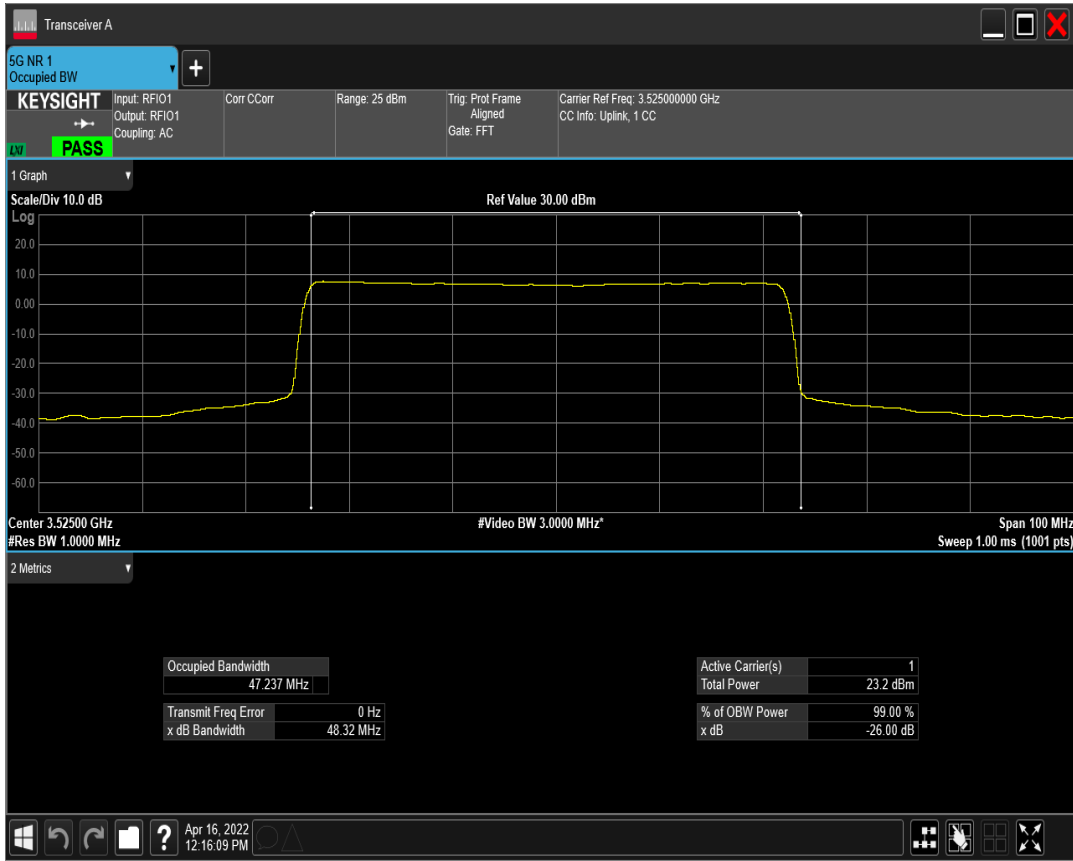 Transceiver A
5G NR 1
Occupied BW
KEYSIGHT
LXI
PASS
Input: RFIO1
Output: RFIO1
Coupling: AC
Corr CCorr
Range: 25 dBm
Trig: Prot Frame
Aligned
Gate: FFT
Carrier Ref Freq: 3.525000000 GHz
CC Info: Uplink, 1 CC
1 Graph
Scale/Div 10.0 dB
Ref Value 30.00 dBm
Log
20.0
10.0
0.00
-10.0
-20.0
-30.0
-40.0
-50.0
-60.0
Center 3.52500 GHz
#Video BW 3.0000 MHz*
Span 100 MHz
#Res BW 1.0000 MHz
Sweep 1.00 ms (1001 pts)
2 Metrics
Occupied Bandwidth
47.237 MHz
Transmit Freq Error 0 Hz
x dB Bandwidth 48.32 MHz
Active Carrier(s) 1
Total Power 23.2 dBm
% of OBW Power 99.00 %
x dB -26.00 dB
?
Apr 16, 2022
12:16:09 PM